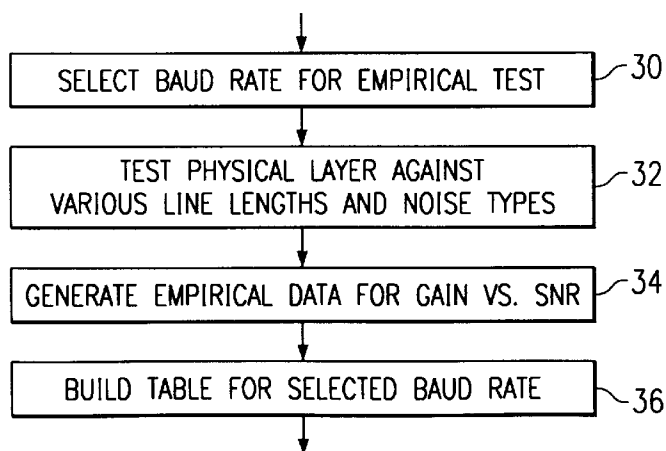 SELECT BAUD RATE FOR EMPIRICAL TEST
30
TEST PHYSICAL LAYER AGAINST
VARIOUS LINE LENGTHS AND NOISE TYPES
32
GENERATE EMPIRICAL DATA FOR GAIN VS. SNR
34
BUILD TABLE FOR SELECTED BAUD RATE
36